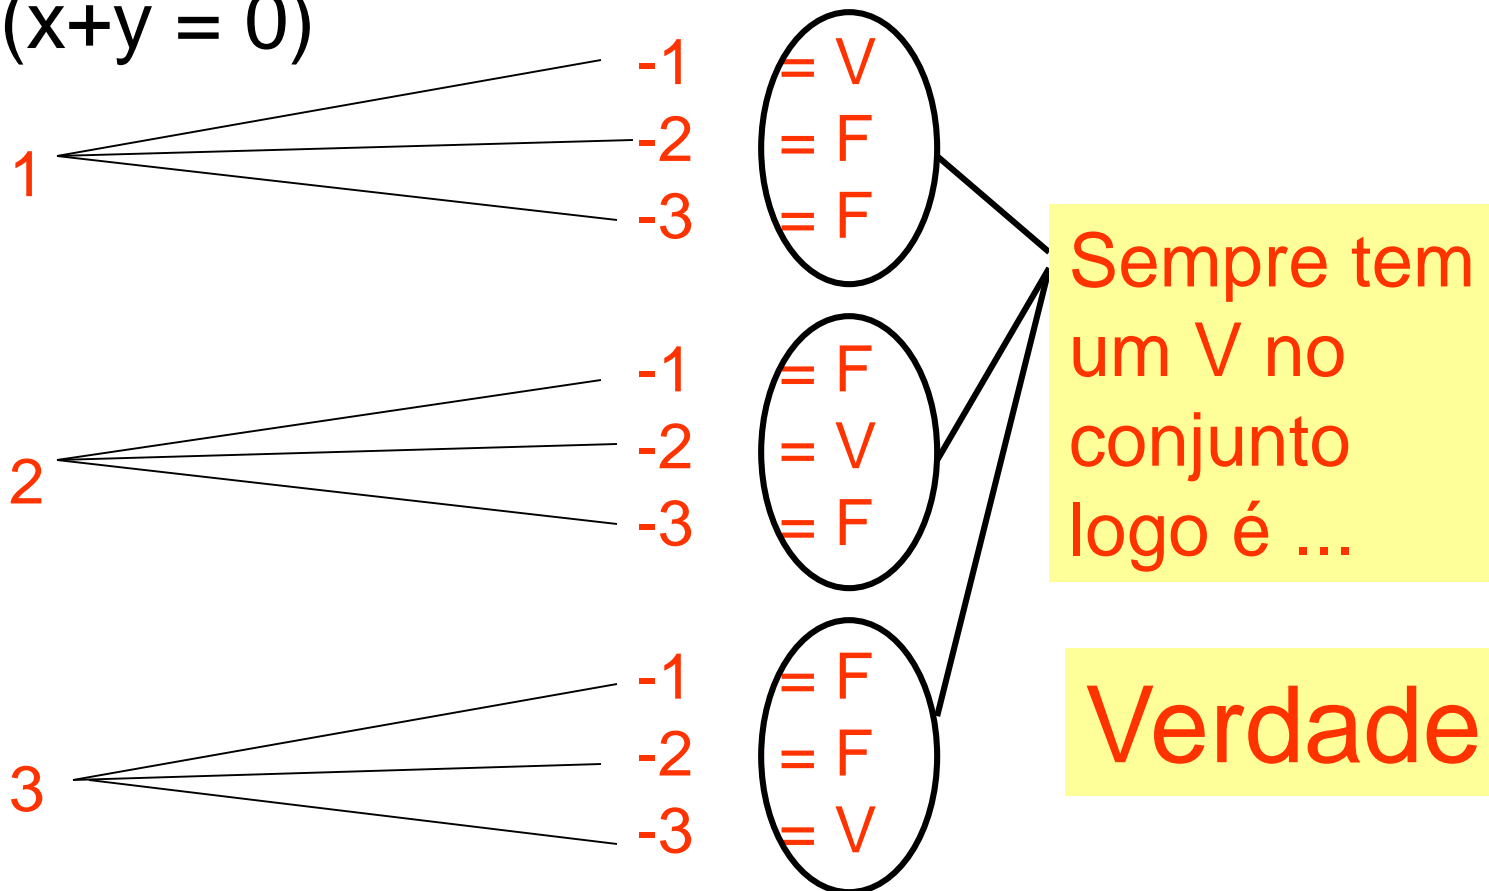 (x+y = 0)
1
-1 = V
-2 = F
-3 = F
2
-1 = F
-2 = V
-3 = F
3
-1 = F
-2 = F
-3 = V
Sempre tem
um V no
conjunto
logo é ...
Verdade